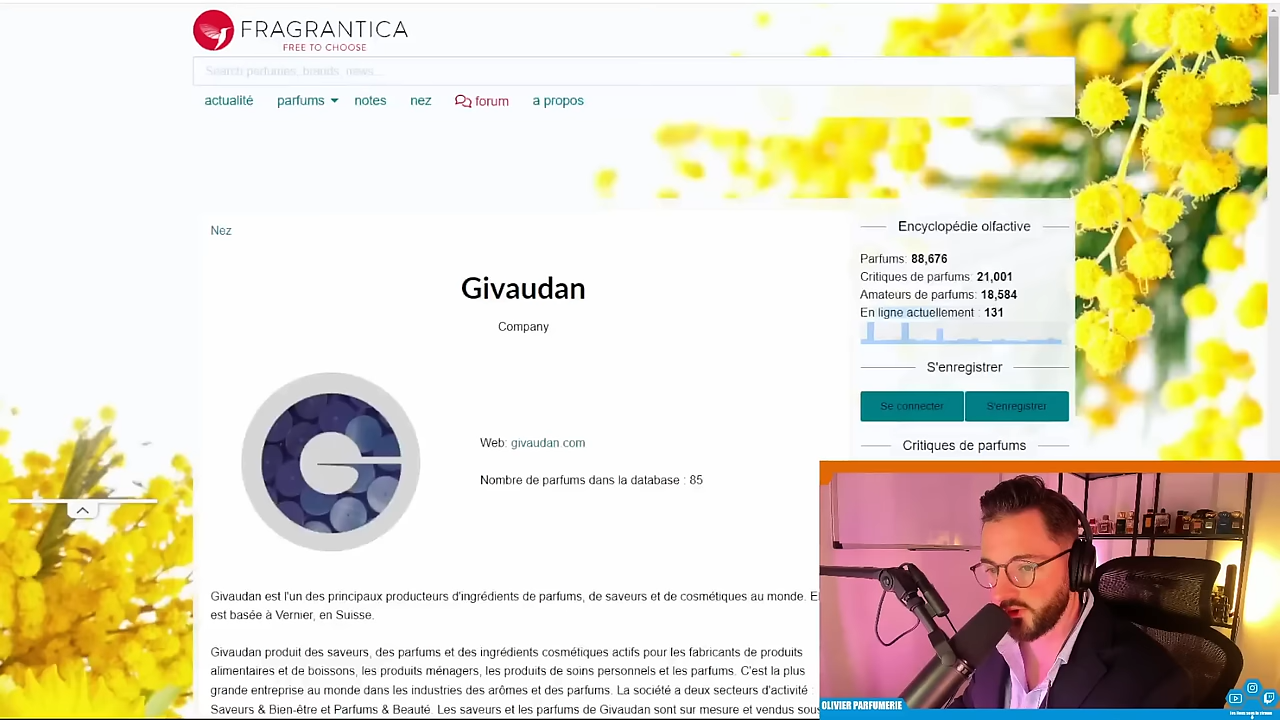 FRAGRANTICA
FREE TO CHOOSE
Search parfumes, brands, news...
actualité parfums notes nez forum a propos
Nez
Givaudan
Company
Web: givaudan.com
Nombre de parfums dans la database : 85
Givaudan est l'un des principaux producteurs d'ingrédients de parfums, de saveurs et de cosmétiques au monde. El
est basée à Vernier, en Suisse.
Givaudan produit des saveurs, des parfums et des ingrédients cosmétiques actifs pour les fabricants de produits
alimentaires et de boissons, les produits ménagers, les produits de soins personnels et les parfums. C'est la plus
grande entreprise au monde dans les industries des arômes et des parfums. La société a deux secteurs d'activité :
Saveurs & Bien-être et Parfums & Beauté. Les saveurs et les parfums de Givaudan sont sur mesure et vendus sous
Encyclopédie olfactive
Parfums: 88,676
Critiques de parfums: 21,001
Amateurs de parfums: 18,584
En ligne actuellement : 131
S'enregistrer
Se connecter S'enregistrer
Critiques de parfums
OLIVIER PARFUMERIE